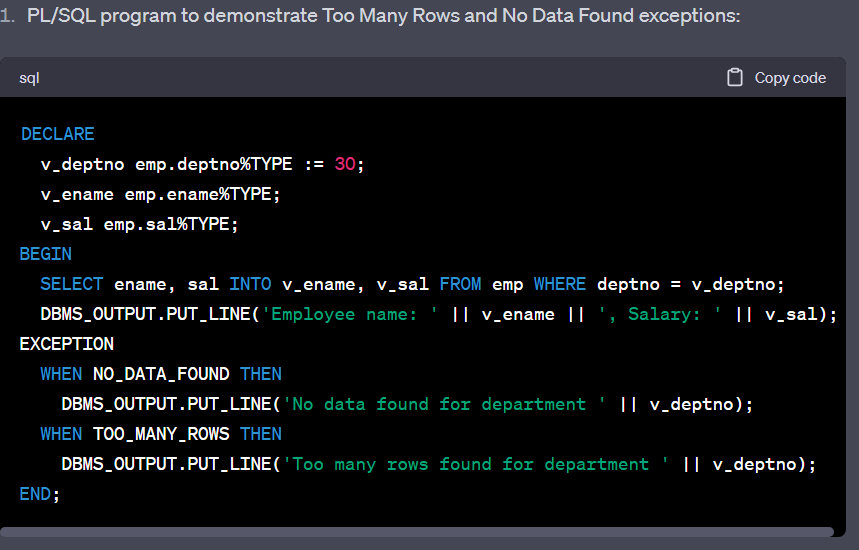 1. PL/SQL program to demonstrate Too Many Rows and No Data Found exceptions:
sql
Copy code
DECLARE
  v_deptno emp.deptno%TYPE := 30;
  v_ename emp.ename%TYPE;
  v_sal emp.sal%TYPE;
BEGIN
  SELECT ename, sal INTO v_ename, v_sal FROM emp WHERE deptno = v_deptno;
  DBMS_OUTPUT.PUT_LINE('Employee name: ' || v_ename || ', Salary: ' || v_sal);
EXCEPTION
  WHEN NO_DATA_FOUND THEN
    DBMS_OUTPUT.PUT_LINE('No data found for department ' || v_deptno);
  WHEN TOO_MANY_ROWS THEN
    DBMS_OUTPUT.PUT_LINE('Too many rows found for department ' || v_deptno);
END;